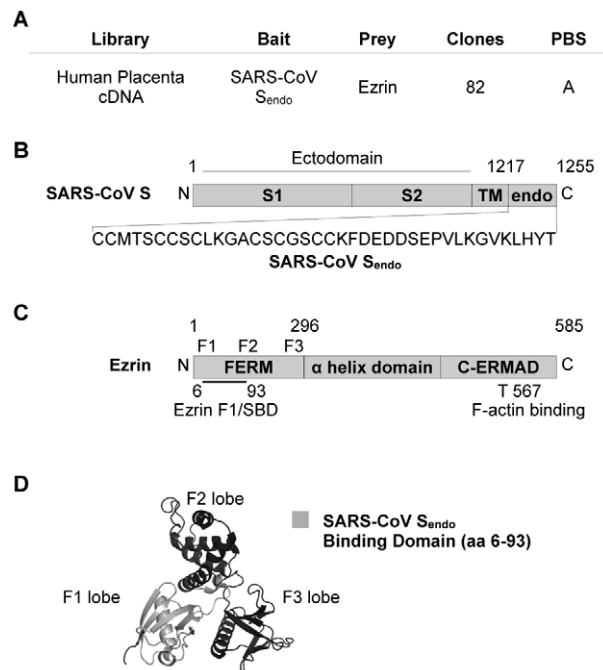 A
Library Bait Prey Clones PBS
Human Placenta cDNA SARS-CoV Sendo Ezrin 82 A
B
1 Ectodomain 1217 1255
SARS-CoV S N S1 S2 TM endo C
CCMTSCCSCLKGACSCGSCCKFDEDDSEPVLKGVKLHYT
SARS-CoV Sendo
C
1 296 585
F1 F2 F3
Ezrin N FERM α helix domain C-ERMAD C
6 93 T 567
Ezrin F1/SBD F-actin binding
D
F2 lobe
SARS-CoV Sendo
Binding Domain (aa 6-93)
F1 lobe F3 lobe